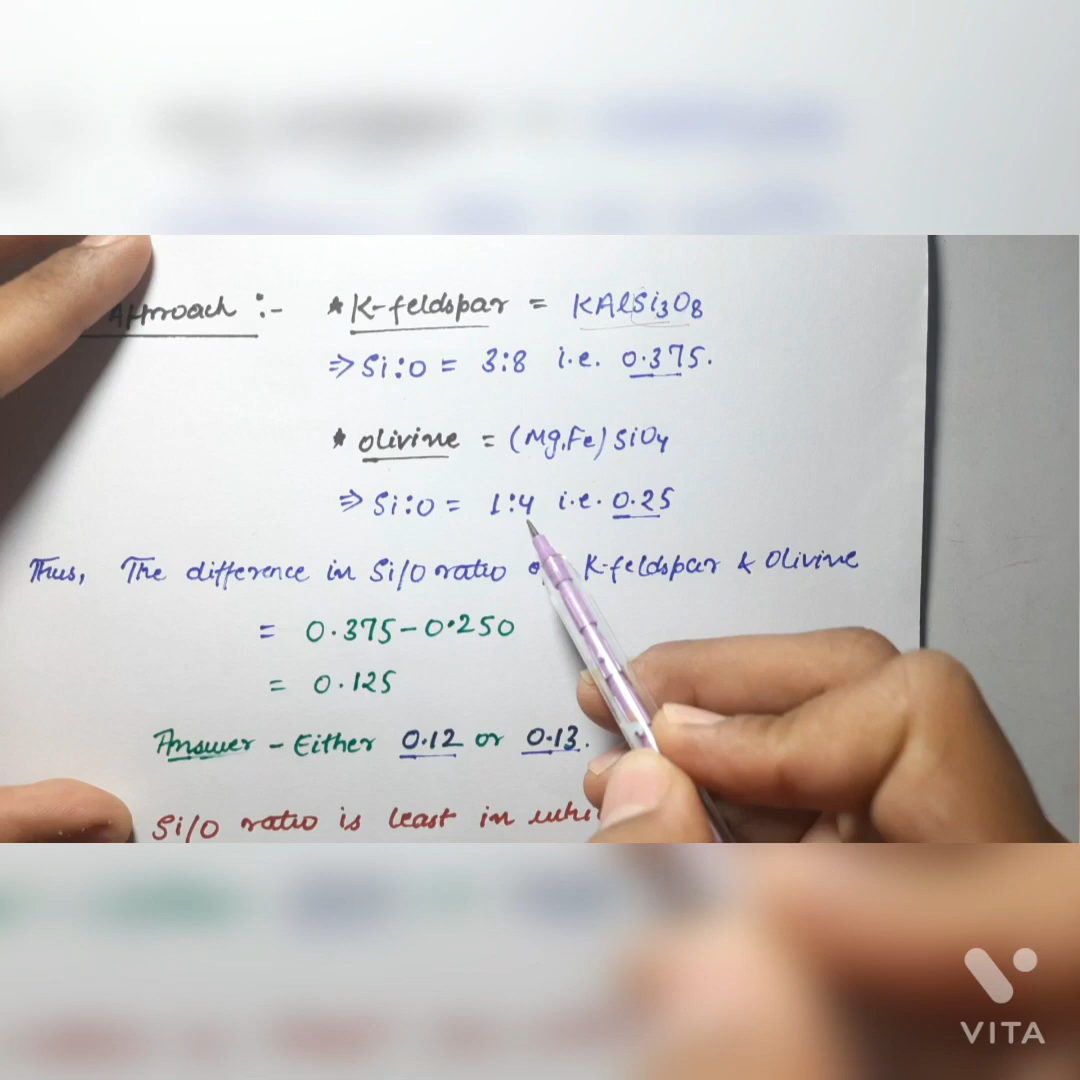 Approach :- * K-feldspar = KAlSi3O8
⇒ Si:O = 3:8 i.e. 0.375.
* Olivine = (Mg,Fe) SiO4
⇒ Si:O = 1:4 i.e. 0.25
Thus, The difference in Si/O ratio K-feldspar & Olivine
= 0.375-0.250
= 0.125
Answer - Either 0.12 or 0.13.
Si/O ratio is least in
VITA